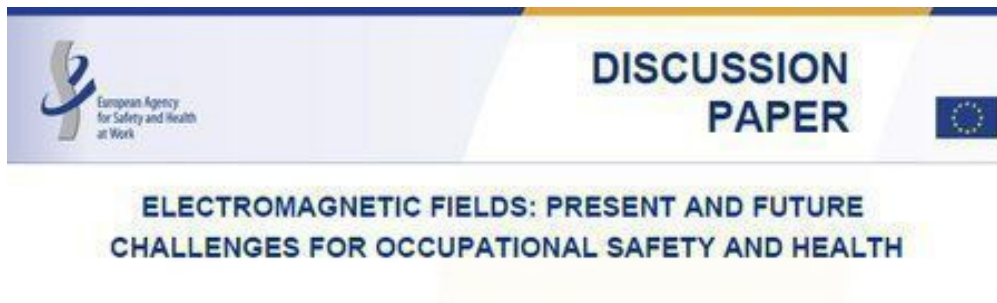 European Agency
for Safety and Health
at Work
DISCUSSION
PAPER
ELECTROMAGNETIC FIELDS: PRESENT AND FUTURE
CHALLENGES FOR OCCUPATIONAL SAFETY AND HEALTH